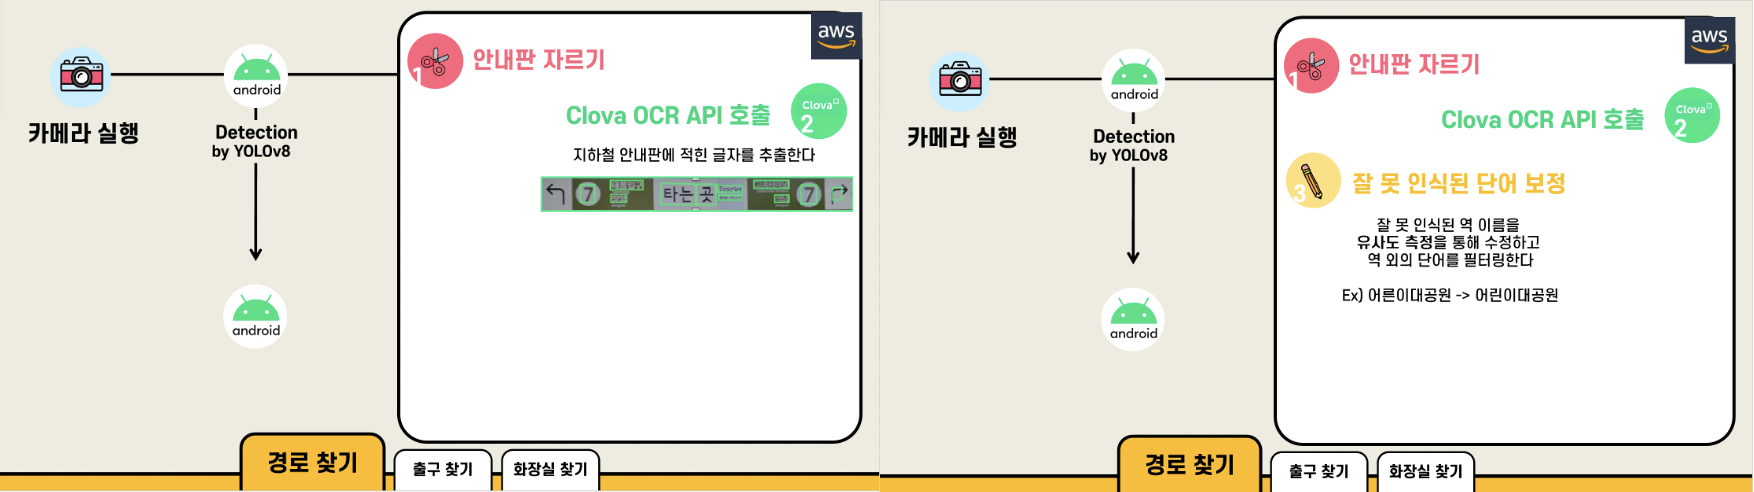 aws
1
안내판 자르기
android
Clova
2
Clova OCR API 호출
카메라 실행
Detection
by YOLOv8
지하철 안내판에 적힌 글자를 추출한다
7
타는 곳
7
android
경로 찾기
출구 찾기
화장실 찾기
aws
1
안내판 자르기
android
Clova
2
Clova OCR API 호출
카메라 실행
Detection
by YOLOv8
3
잘 못 인식된 단어 보정
잘 못 인식된 역 이름을
유사도 측정을 통해 수정하고
역 외의 단어를 필터링한다
Ex) 어른이대공원 -> 어린이대공원
android
경로 찾기
출구 찾기
화장실 찾기